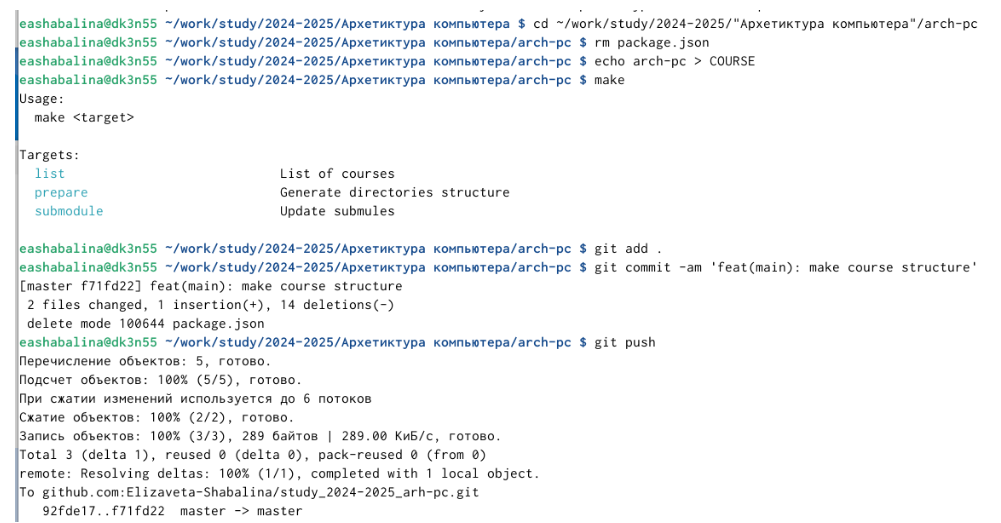 eashabalina@dk3n55 ~/work/study/2024-2025/Архетиктура компьютера $ cd ~/work/study/2024-2025/"Архетиктура компьютера"/arch-pc
eashabalina@dk3n55 ~/work/study/2024-2025/Архетиктура компьютера/arch-pc $ rm package.json
eashabalina@dk3n55 ~/work/study/2024-2025/Архетиктура компьютера/arch-pc $ echo arch-pc > COURSE
eashabalina@dk3n55 ~/work/study/2024-2025/Архетиктура компьютера/arch-pc $ make
Usage:
  make <target>

Targets:
  list                           List of courses
  prepare                        Generate directories structure
  submodule                      Update submules

eashabalina@dk3n55 ~/work/study/2024-2025/Архетиктура компьютера/arch-pc $ git add .
eashabalina@dk3n55 ~/work/study/2024-2025/Архетиктура компьютера/arch-pc $ git commit -am 'feat(main): make course structure'
[master f71fd22] feat(main): make course structure
 2 files changed, 1 insertion(+), 14 deletions(-)
 delete mode 100644 package.json
eashabalina@dk3n55 ~/work/study/2024-2025/Архетиктура компьютера/arch-pc $ git push
Перечисление объектов: 5, готово.
Подсчет объектов: 100% (5/5), готово.
При сжатии изменений используется до 6 потоков
Сжатие объектов: 100% (2/2), готово.
Запись объектов: 100% (3/3), 289 байтов | 289.00 КиБ/с, готово.
Total 3 (delta 1), reused 0 (delta 0), pack-reused 0 (from 0)
remote: Resolving deltas: 100% (1/1), completed with 1 local object.
To github.com:Elizaveta-Shabalina/study_2024-2025_arh-pc.git
   92fde17..f71fd22  master -> master